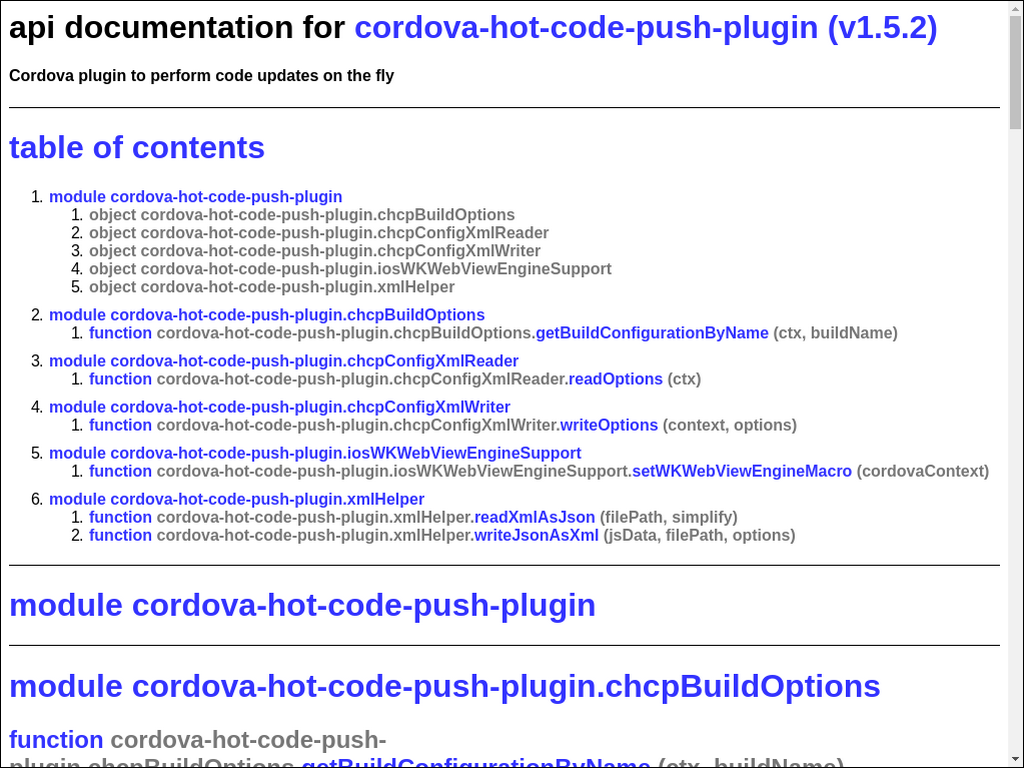 api documentation for cordova-hot-code-push-plugin (v1.5.2)
Cordova plugin to perform code updates on the fly
table of contents
1. module cordova-hot-code-push-plugin
1. object cordova-hot-code-push-plugin.chcpBuildOptions
2. object cordova-hot-code-push-plugin.chcpConfigXmlReader
3. object cordova-hot-code-push-plugin.chcpConfigXmlWriter
4. object cordova-hot-code-push-plugin.iosWKWebViewEngineSupport
5. object cordova-hot-code-push-plugin.xmlHelper
2. module cordova-hot-code-push-plugin.chcpBuildOptions
1. function cordova-hot-code-push-plugin.chcpBuildOptions.getBuildConfigurationByName (ctx, buildName)
3. module cordova-hot-code-push-plugin.chcpConfigXmlReader
1. function cordova-hot-code-push-plugin.chcpConfigXmlReader.readOptions (ctx)
4. module cordova-hot-code-push-plugin.chcpConfigXmlWriter
1. function cordova-hot-code-push-plugin.chcpConfigXmlWriter.writeOptions (context, options)
5. module cordova-hot-code-push-plugin.iosWKWebViewEngineSupport
1. function cordova-hot-code-push-plugin.iosWKWebViewEngineSupport.setWKWebViewEngineMacro (cordovaContext)
6. module cordova-hot-code-push-plugin.xmlHelper
1. function cordova-hot-code-push-plugin.xmlHelper.readXmlAsJson (filePath, simplify)
2. function cordova-hot-code-push-plugin.xmlHelper.writeJsonAsXml (jsData, filePath, options)
module cordova-hot-code-push-plugin
module cordova-hot-code-push-plugin.chcpBuildOptions
function cordova-hot-code-push-
plugin.chcpBuildOptions.getBuildConfigurationByName (ctx, buildName)